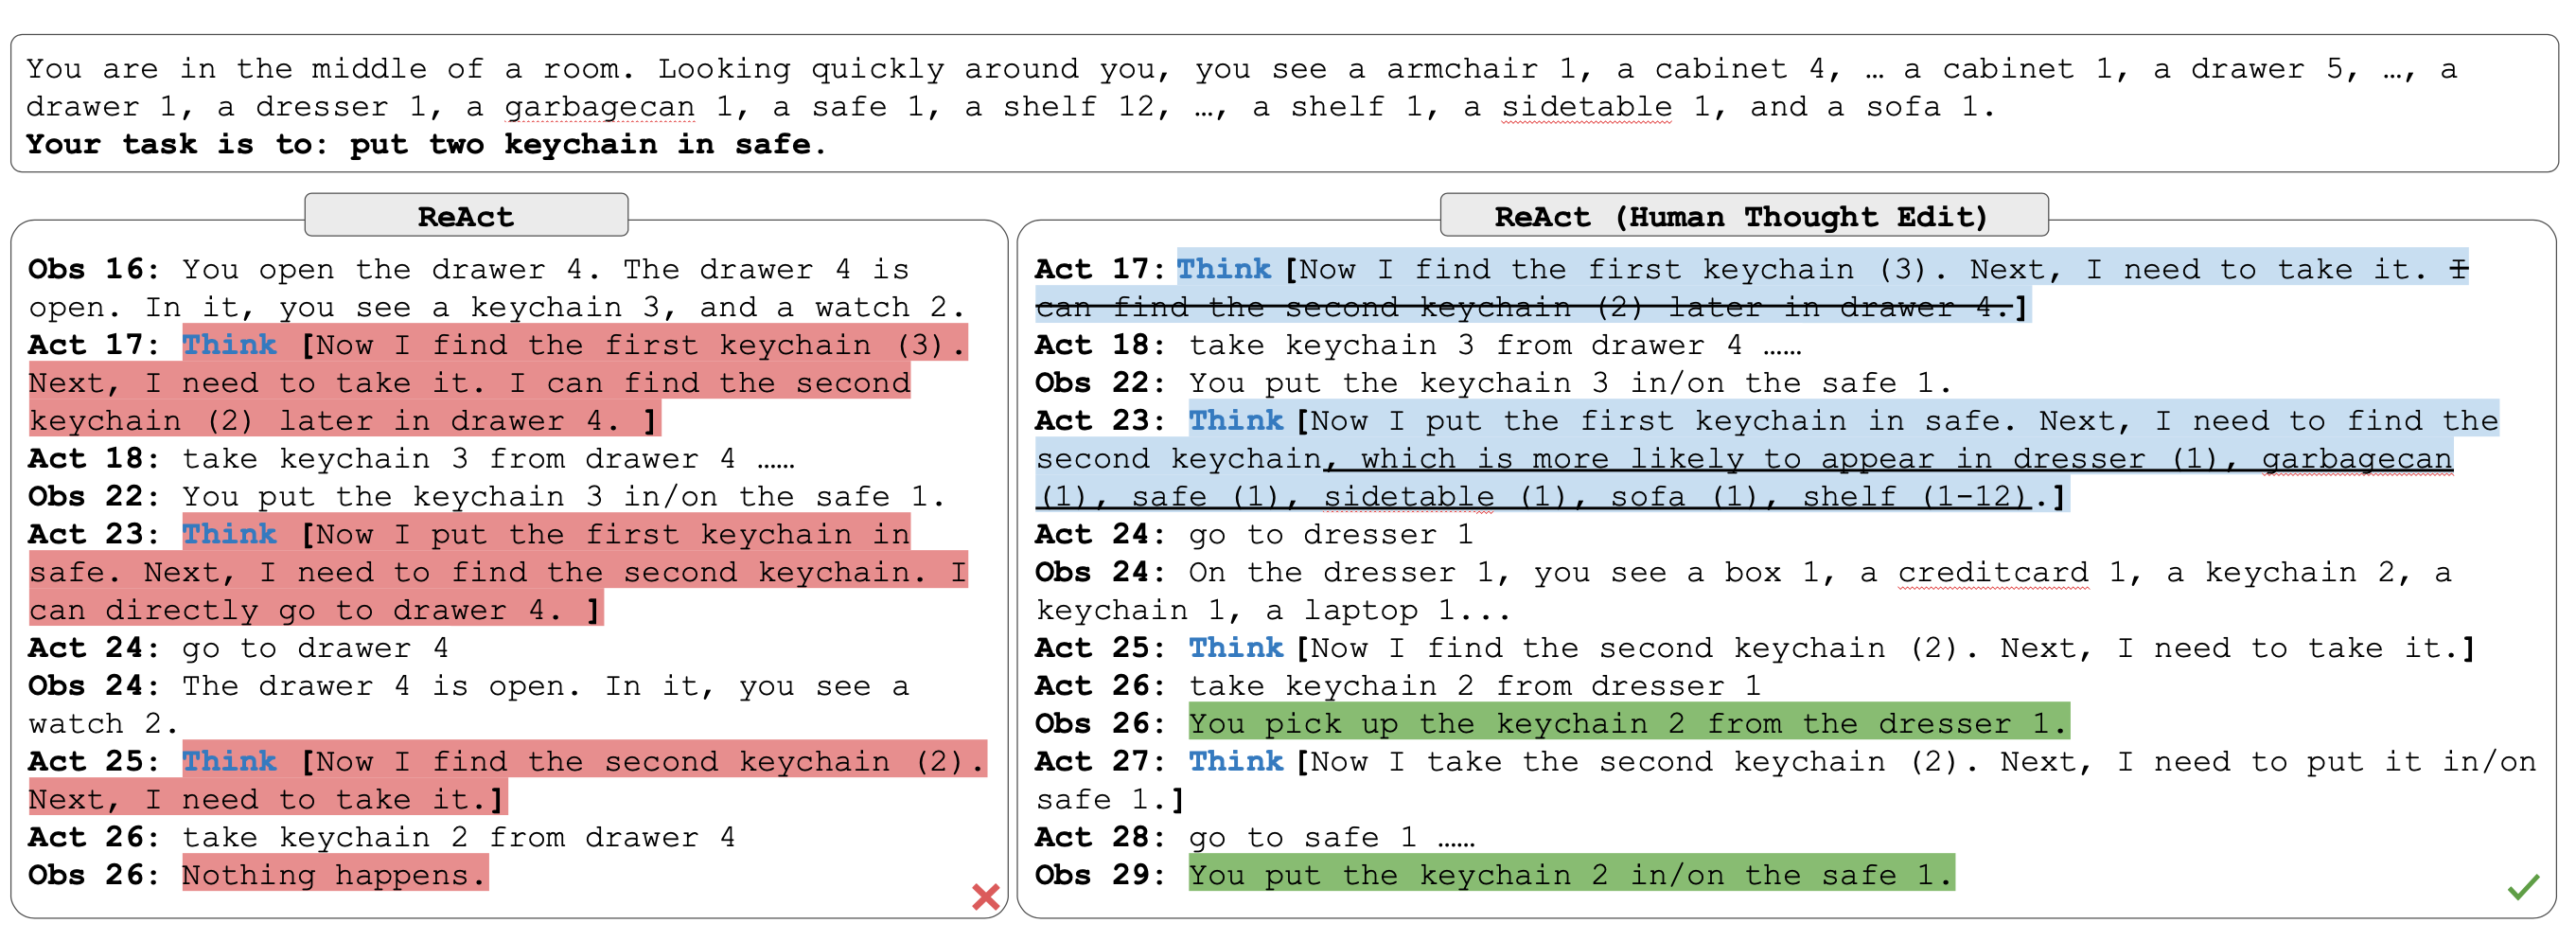 You are in the middle of a room. Looking quickly around you, you see a armchair 1, a cabinet 4, … a cabinet 1, a drawer 5, …, a
drawer 1, a dresser 1, a garbagecan 1, a safe 1, a shelf 12, …, a shelf 1, a sidetable 1, and a sofa 1.
Your task is to: put two keychain in safe.
ReAct
Obs 16: You open the drawer 4. The drawer 4 is
open. In it, you see a keychain 3, and a watch 2.
Act 17: Think [Now I find the first keychain (3).
Next, I need to take it. I can find the second
keychain (2) later in drawer 4. ]
Act 18: take keychain 3 from drawer 4 ……
Obs 22: You put the keychain 3 in/on the safe 1.
Act 23: Think [Now I put the first keychain in
safe. Next, I need to find the second keychain. I
can directly go to drawer 4. ]
Act 24: go to drawer 4
Obs 24: The drawer 4 is open. In it, you see a
watch 2.
Act 25: Think [Now I find the second keychain (2).
Next, I need to take it.]
Act 26: take keychain 2 from drawer 4
Obs 26: Nothing happens.
ReAct (Human Thought Edit)
Act 17: Think [Now I find the first keychain (3). Next, I need to take it. I
can find the second keychain (2) later in drawer 4.]
Act 18: take keychain 3 from drawer 4 ……
Obs 22: You put the keychain 3 in/on the safe 1.
Act 23: Think [Now I put the first keychain in safe. Next, I need to find the
second keychain, which is more likely to appear in dresser (1), garbagecan
(1), safe (1), sidetable (1), sofa (1), shelf (1-12).]
Act 24: go to dresser 1
Obs 24: On the dresser 1, you see a box 1, a creditcard 1, a keychain 2, a
keychain 1, a laptop 1...
Act 25: Think [Now I find the second keychain (2). Next, I need to take it.]
Act 26: take keychain 2 from dresser 1
Obs 26: You pick up the keychain 2 from the dresser 1.
Act 27: Think [Now I take the second keychain (2). Next, I need to put it in/on
safe 1.]
Act 28: go to safe 1 ……
Obs 29: You put the keychain 2 in/on the safe 1.